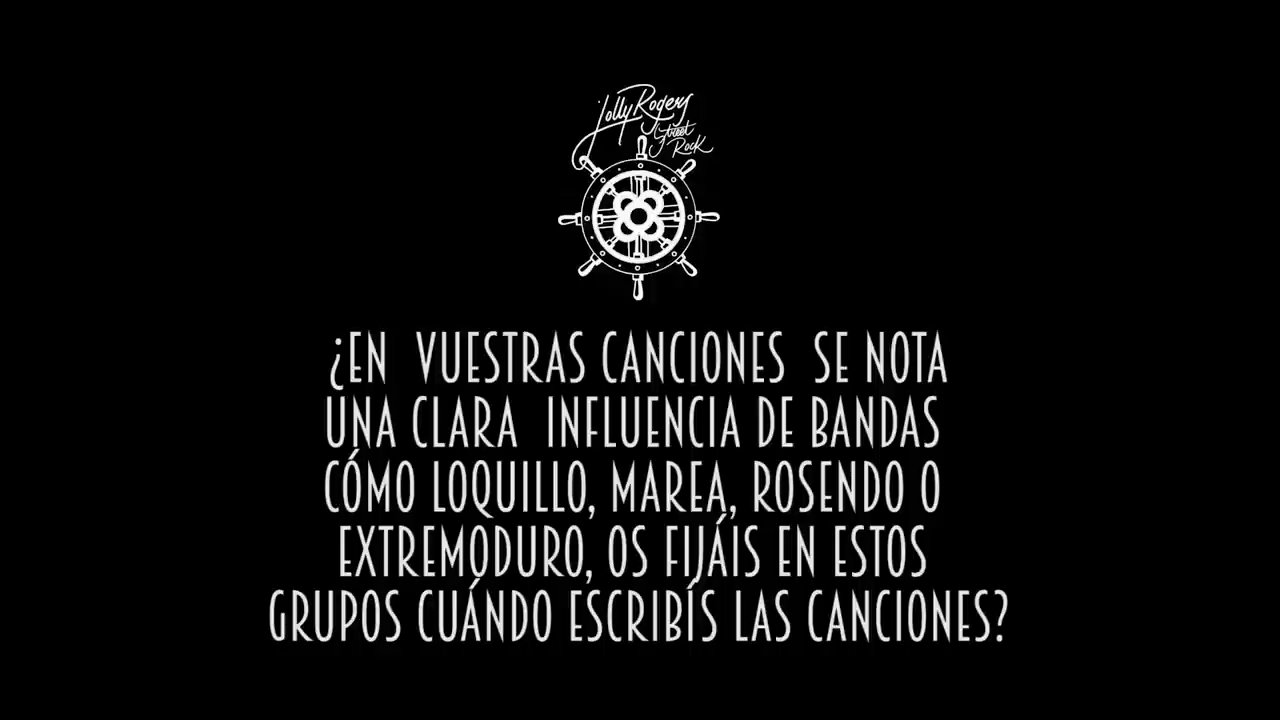 Jolly Rogers
Street
Rock
¿EN VUESTRAS CANCIONES SE NOTA
UNA CLARA INFLUENCIA DE BANDAS
CÓMO LOQUILLO, MAREA, ROSENDO O
EXTREMODURO, OS FIJÁIS EN ESTOS
GRUPOS CUÁNDO ESCRIBÍS LAS CANCIONES?